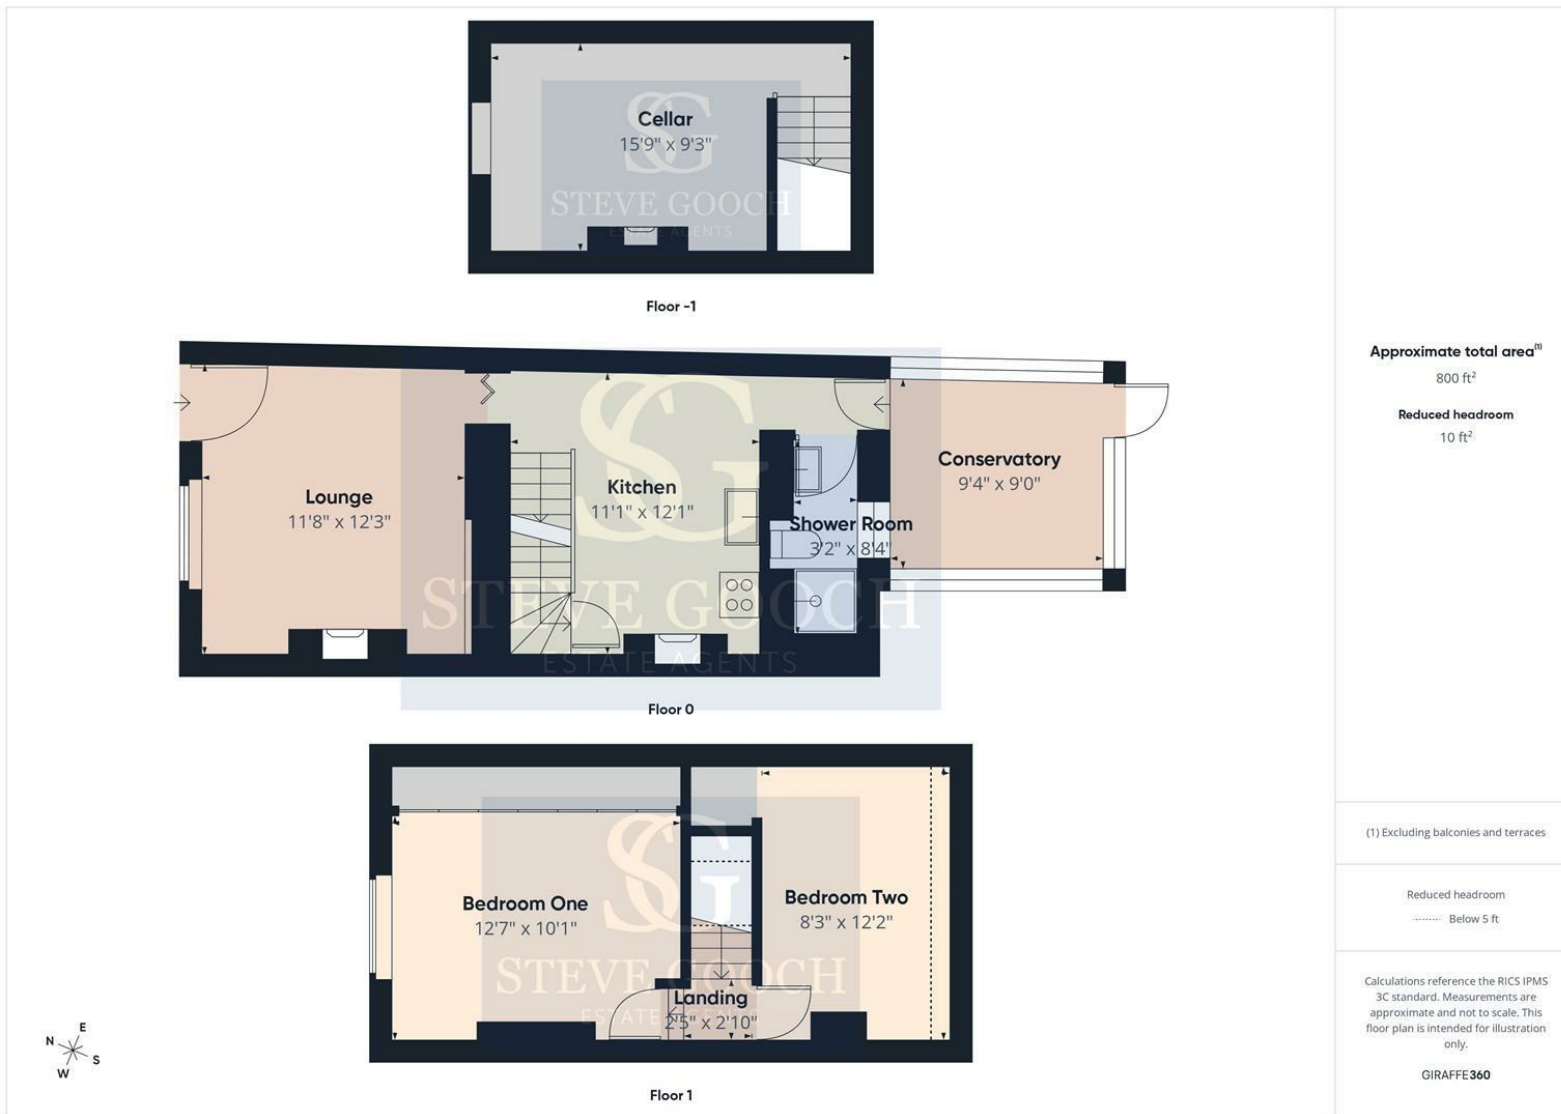 Cellar
15'9" x 9'3"
SG
STEVE GOOCH
ESTATE AGENTS
Floor -1
Lounge
11'8" x 12'3"
Kitchen
11'1" x 12'1"
Shower Room
3'2" x 8'4"
Conservatory
9'4" x 9'0"
SG
STEVE GOOCH
ESTATE AGENTS
Floor 0
Bedroom One
12'7" x 10'1"
Bedroom Two
8'3" x 12'2"
Landing
2'5" x 2'10"
SG
STEVE GOOCH
ESTATE AGENTS
Floor 1
N
E
S
W
Approximate total area(1)
800 ft²
Reduced headroom
10 ft²
(1) Excluding balconies and terraces
Reduced headroom
Below 5 ft
Calculations reference the RICS IPMS
3C standard. Measurements are
approximate and not to scale. This
floor plan is intended for illustration
only.
GIRAFFE360